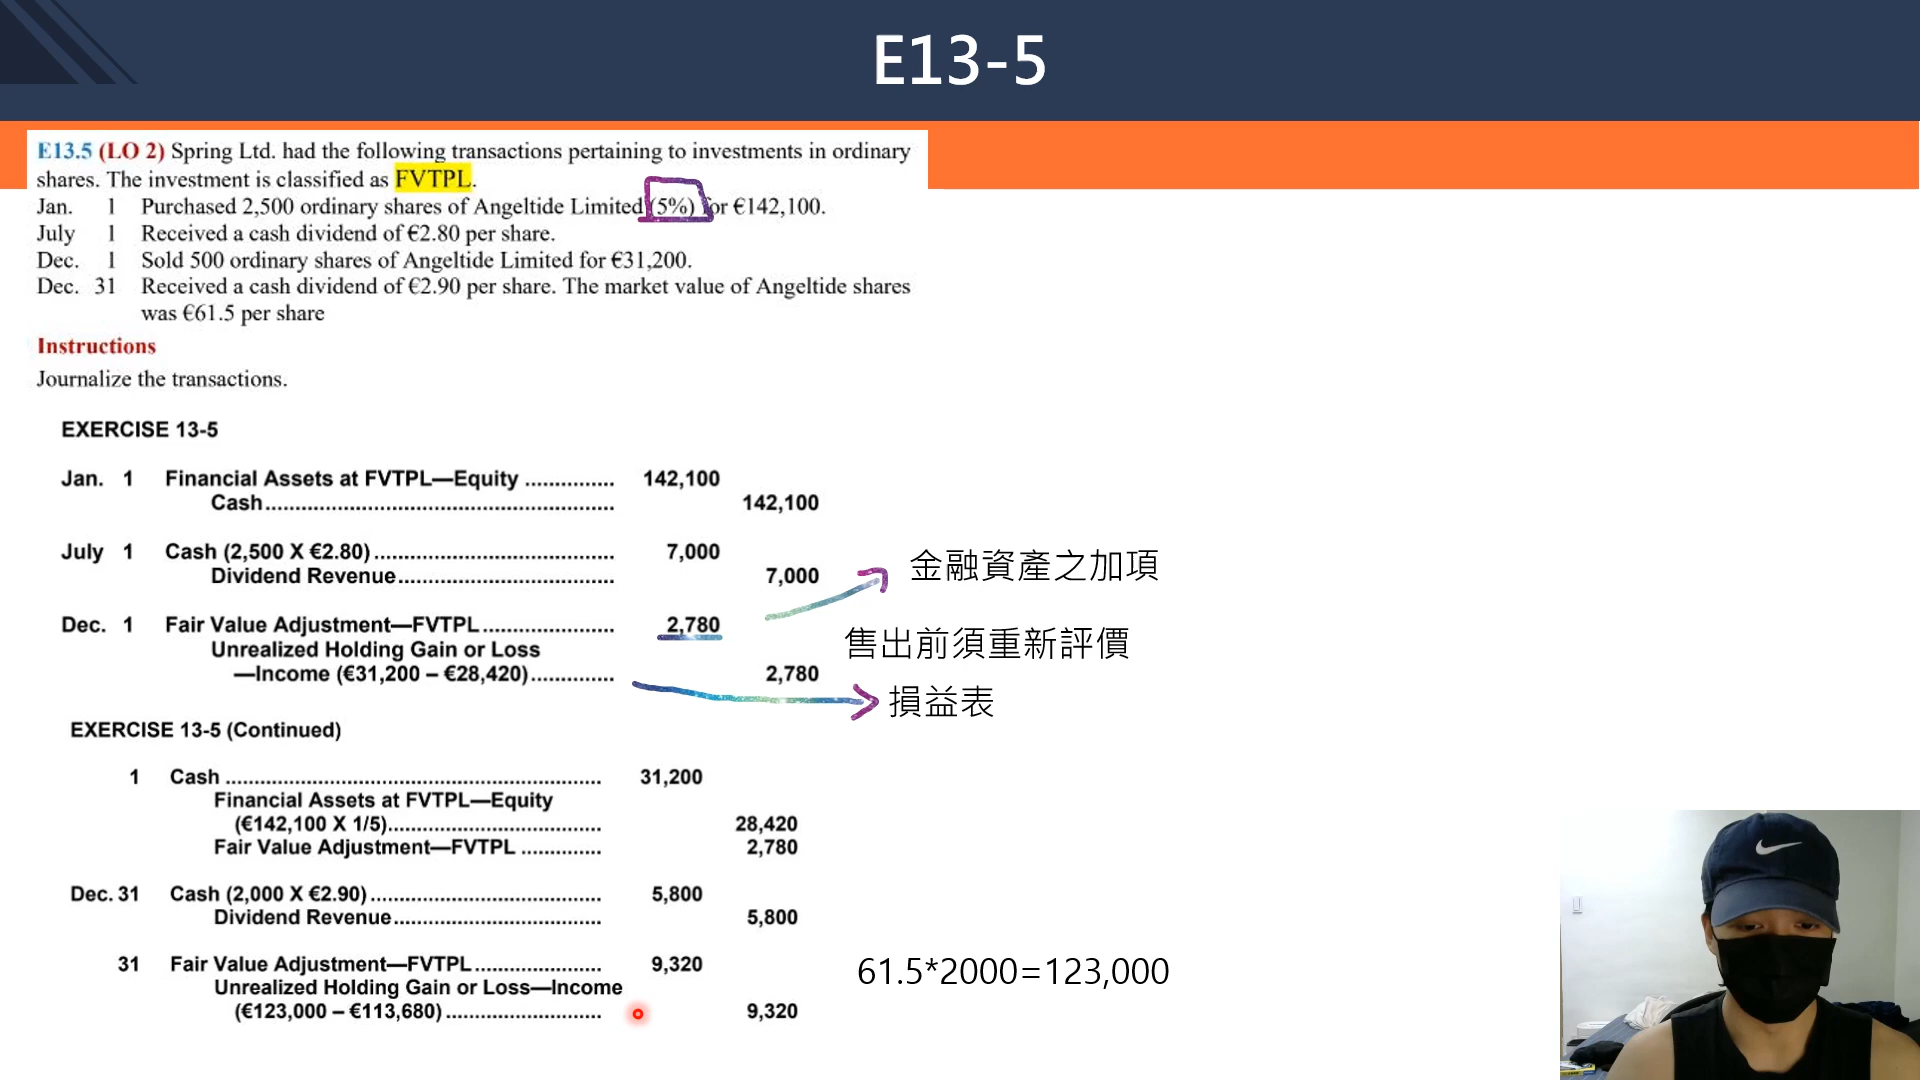 E13-5
E13.5 (LO 2) Spring Ltd. had the following transactions pertaining to investments in ordinary
shares. The investment is classified as FVTPL.
Jan. 1 Purchased 2,500 ordinary shares of Angeltide Limited (5%) for €142,100.
July 1 Received a cash dividend of €2.80 per share.
Dec. 1 Sold 500 ordinary shares of Angeltide Limited for €31,200.
Dec. 31 Received a cash dividend of €2.90 per share. The market value of Angeltide shares
was €61.5 per share
Instructions
Journalize the transactions.
EXERCISE 13-5
Jan. 1 Financial Assets at FVTPL—Equity ............... 142,100
Cash.......................................................... 142,100
July 1 Cash (2,500 X €2.80)........................................ 7,000
Dividend Revenue.................................... 7,000
金融資產之加項
Dec. 1 Fair Value Adjustment—FVTPL...................... 2,780
Unrealized Holding Gain or Loss
—Income (€31,200 – €28,420).............. 2,780
售出前須重新評價
損益表
EXERCISE 13-5 (Continued)
1 Cash ............................................................... 31,200
Financial Assets at FVTPL—Equity
(€142,100 X 1/5).................................... 28,420
Fair Value Adjustment—FVTPL .............. 2,780
Dec. 31 Cash (2,000 X €2.90)....................................... 5,800
Dividend Revenue................................... 5,800
31 Fair Value Adjustment—FVTPL..................... 9,320
Unrealized Holding Gain or Loss—Income
(€123,000 – €113,680).......................... 9,320
61.5*2000=123,000